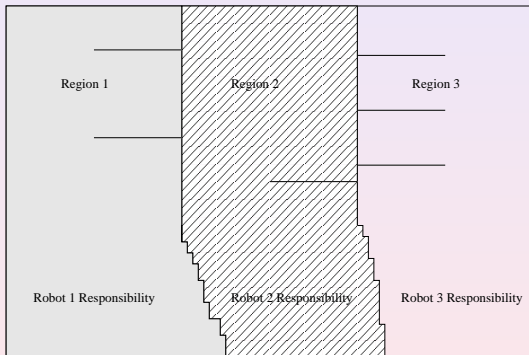 Region 1
Region 2
Region 3
Robot 1 Responsibility
Robot 2 Responsibility
Robot 3 Responsibility